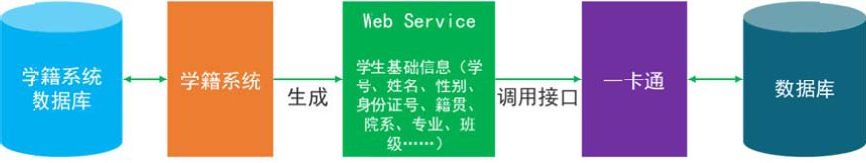 学籍系统
数据库
学籍系统
生成
Web Service
学生基础信息（学
号、姓名、性别、
身份证号、籍贯、
院系、专业、班
级……）
调用接口
一卡通
数据库